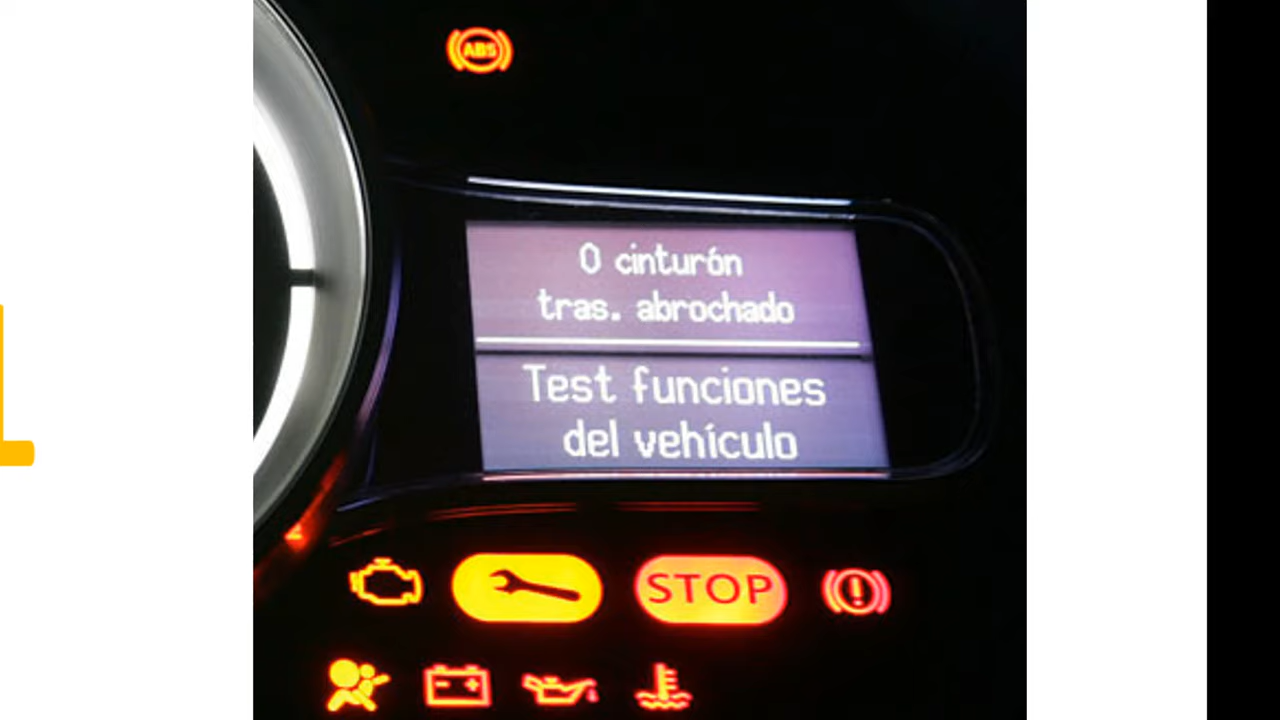 ABS
0 cinturón
tras. abrochado
Test funciones
del vehículo
STOP